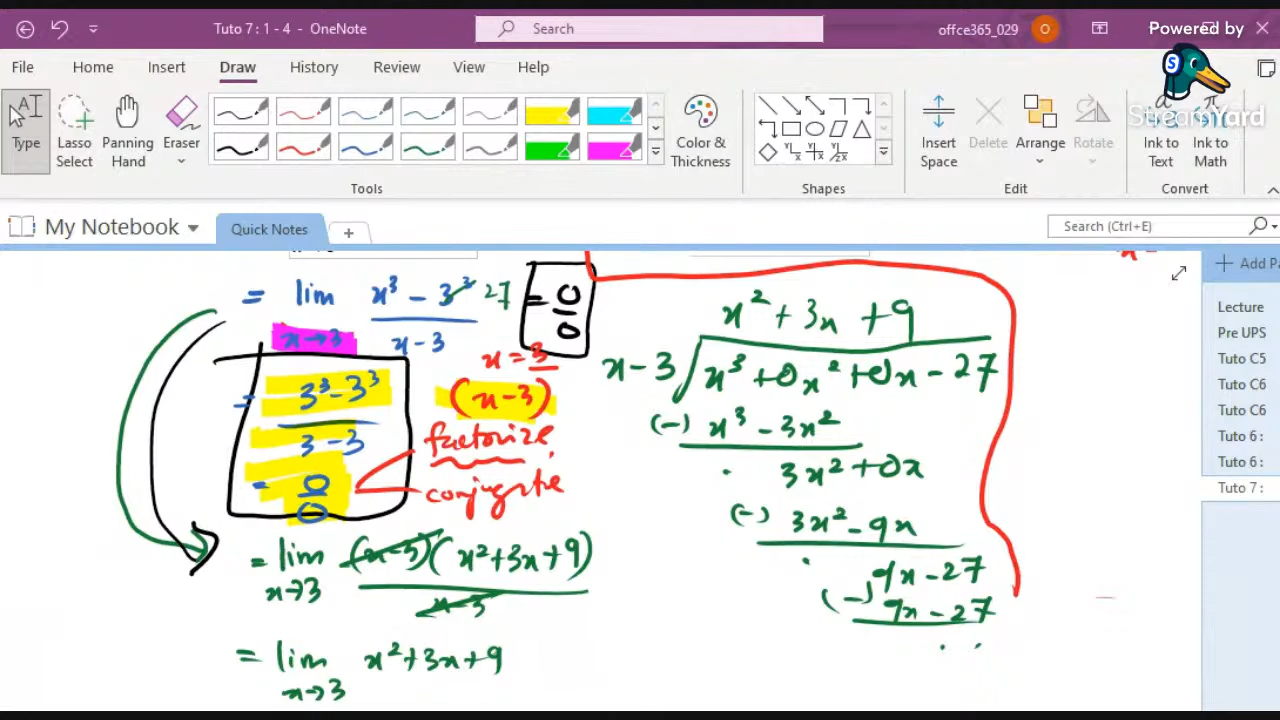 Tuto 7 : 1 - 4 - OneNote
Search
offce365_029
O
Powered by
StreamYard
File Home Insert Draw History Review View Help
Type
Lasso Select
Panning Hand
Eraser
Color & Thickness
Insert Space
Delete
Arrange
Rotate
Ink to Text
Ink to Math
Tools
Shapes
Edit
Convert
My Notebook
Quick Notes
+
Search (Ctrl+E)
+ Add Pa
Lecture
Pre UPS
Tuto C5
Tuto C6
Tuto C6
Tuto 6 :
Tuto 6 :
Tuto 7 :
= lim x→3 (x³ - 3³ 27)/(x - 3) = 0/0
= (3³ - 3³)/(3 - 3)
= 0/0
x = 3
(x - 3)
factorize,
conjugate
= lim x→3 (x-3)(x²+3x+9)/(x-3)
= lim x→3 x²+3x+9
x² + 3x + 9
x - 3 √ x³ + 0x² + 0x - 27
(-) x³ - 3x²
3x² + 0x
(-) 3x² - 9x
9x - 27
(-) 9x - 27